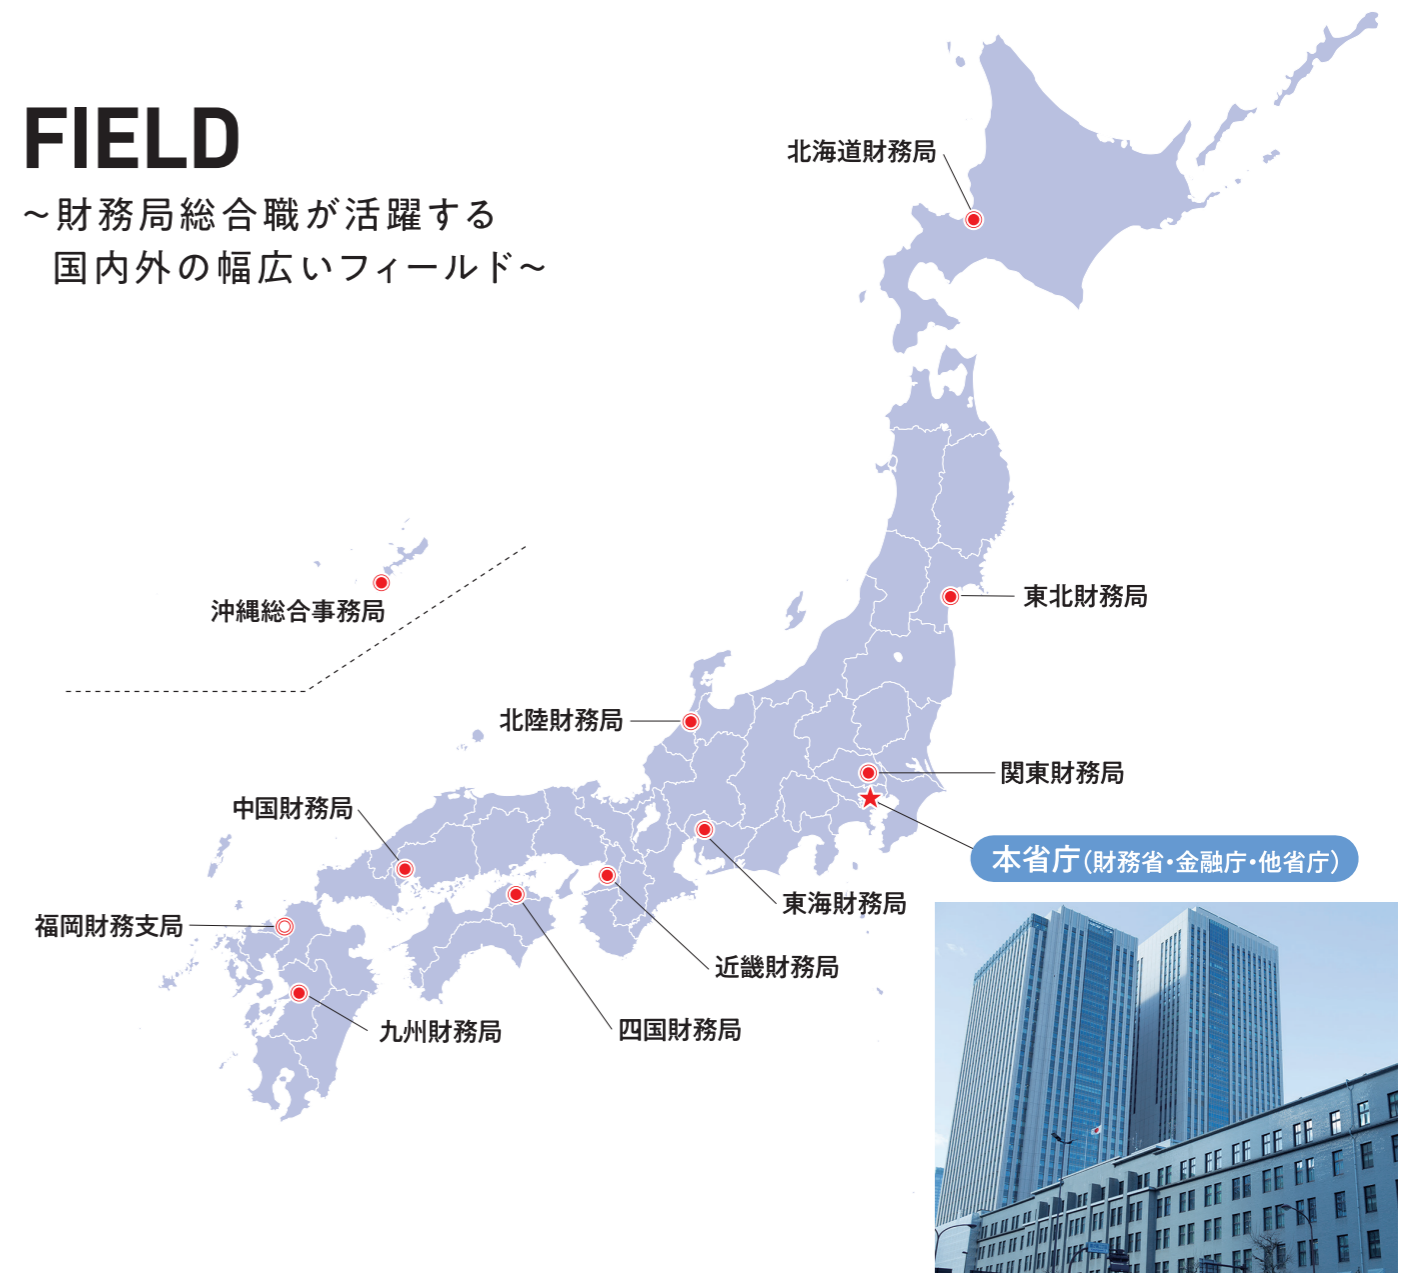 FIELD
～財務局総合職が活躍する
国内外の幅広いフィールド～
北海道財務局
沖縄総合事務局
東北財務局
北陸財務局
関東財務局
中国財務局
本省庁（財務省・金融庁・他省庁）
東海財務局
福岡財務支局
近畿財務局
九州財務局
四国財務局